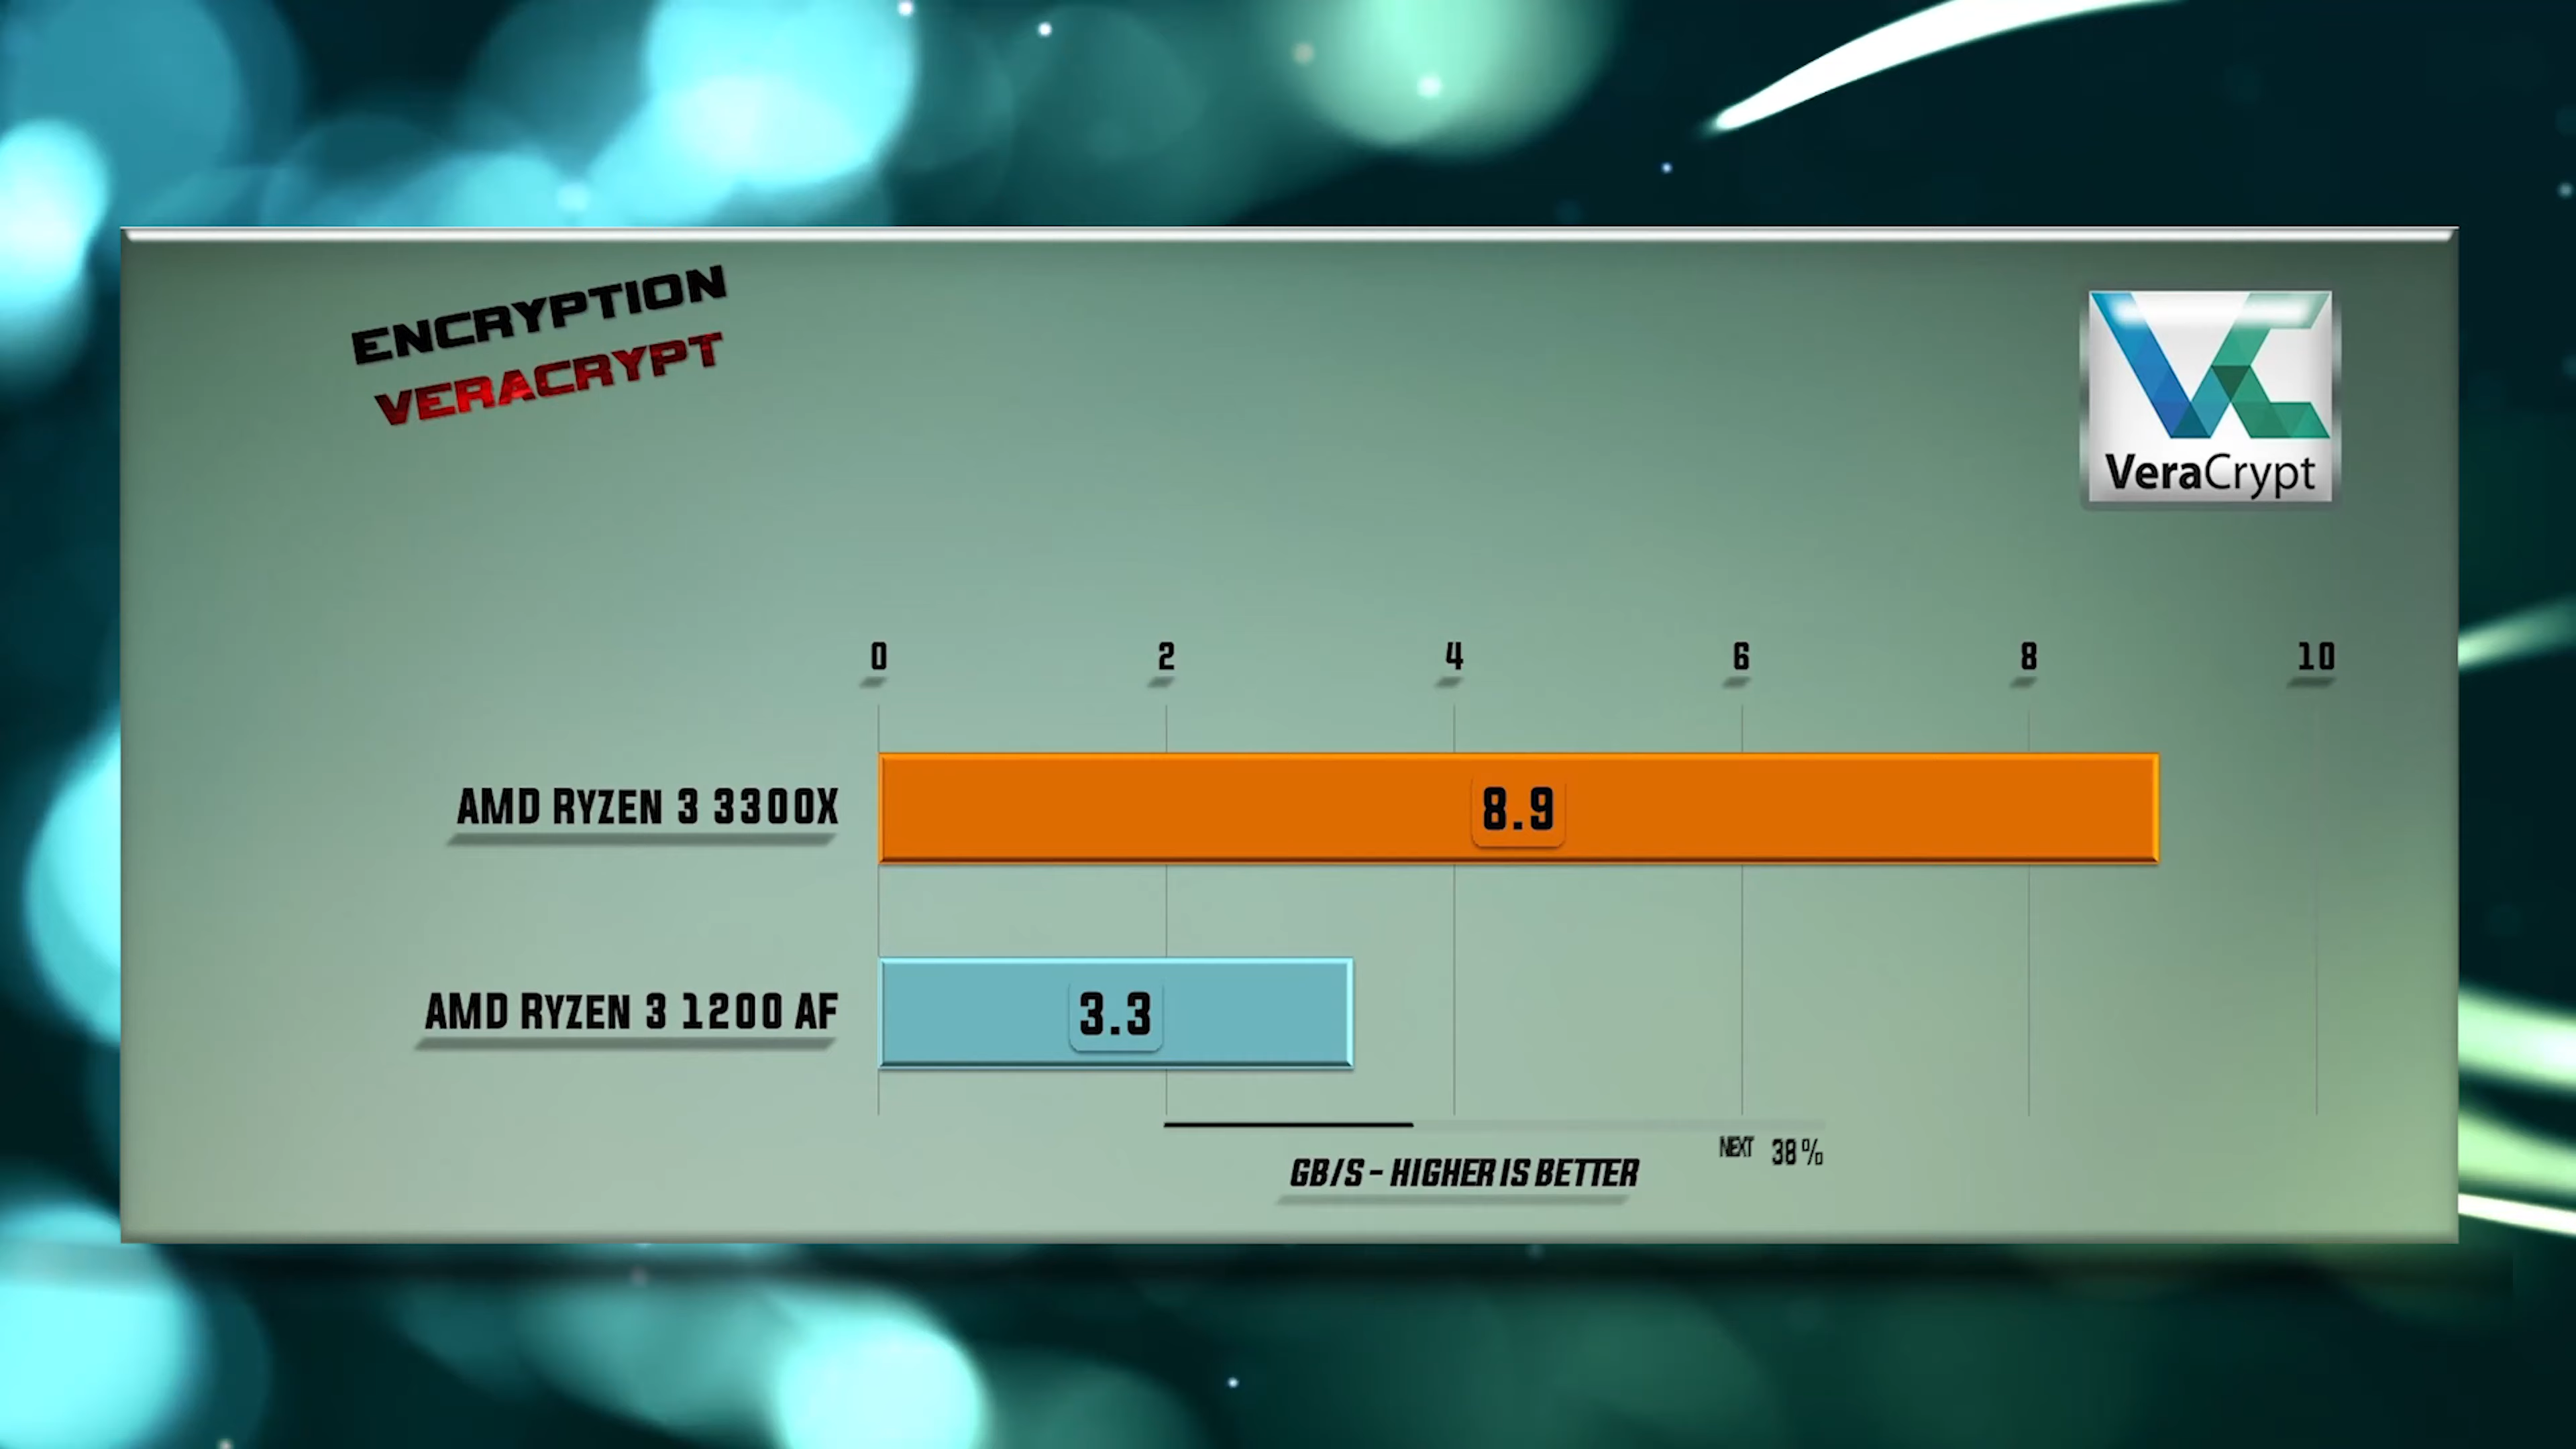 ENCRYPTION
VERACRYPT
VeraCrypt
0 2 4 6 8 10
AMD RYZEN 3 3300X 8.9
AMD RYZEN 3 1200 AF 3.3
NEXT 38%
GB/S - HIGHER IS BETTER